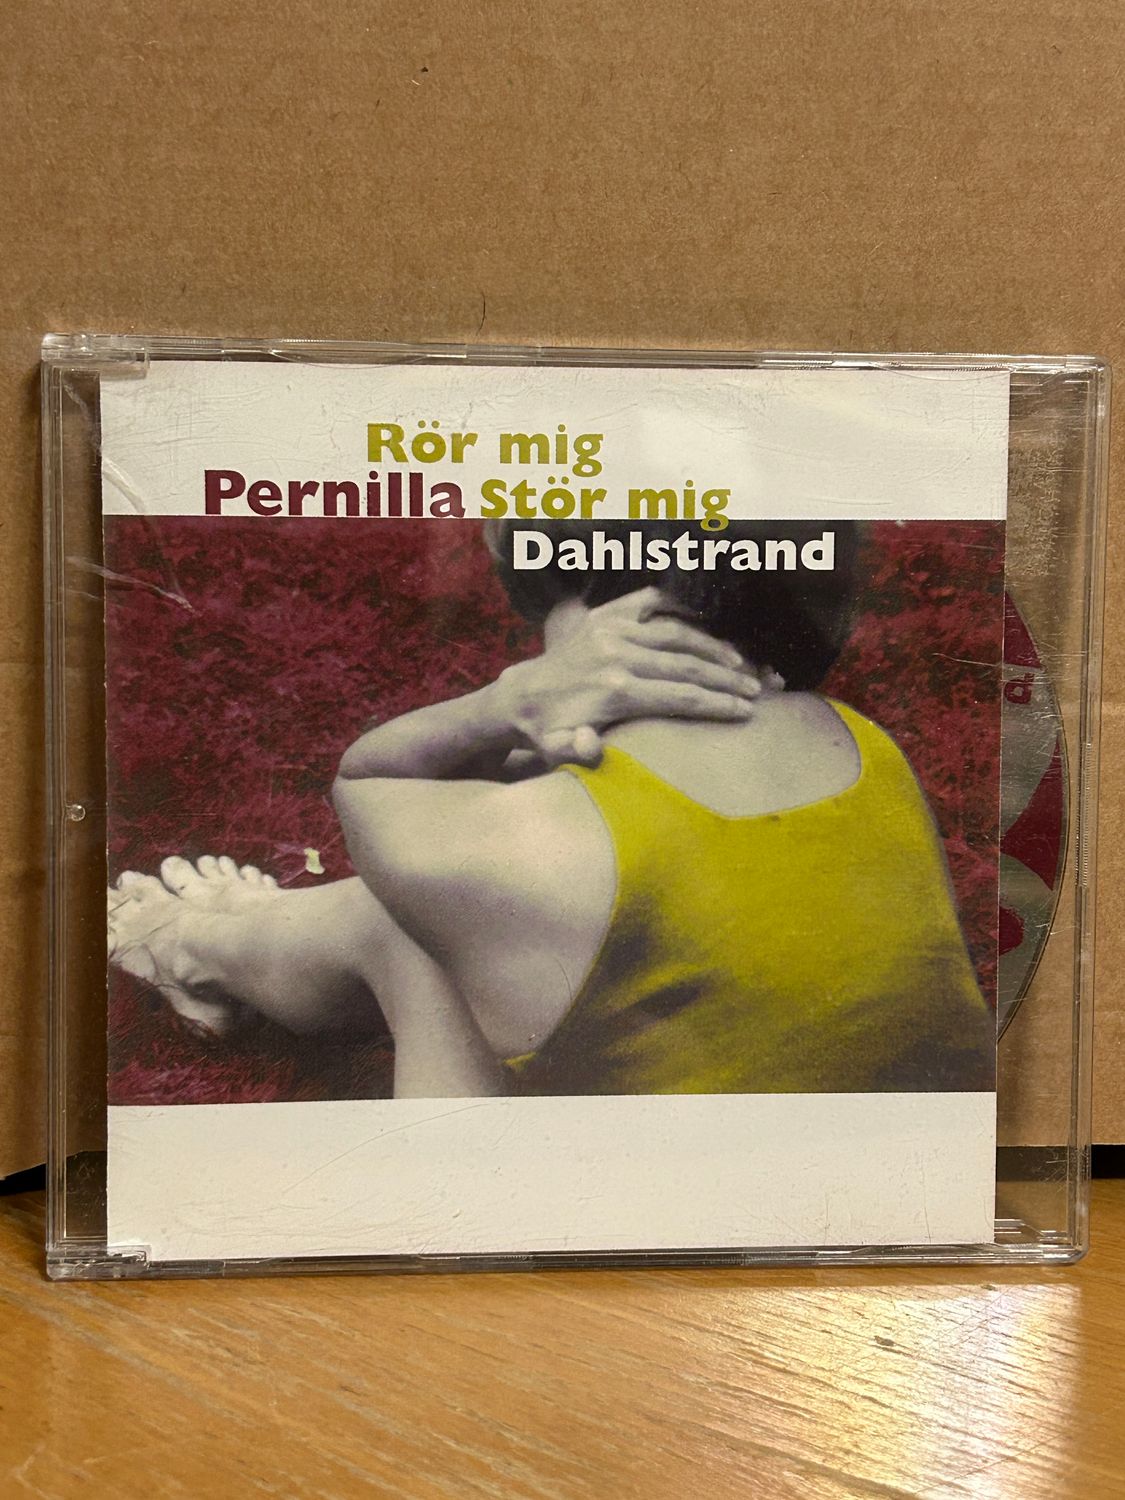 Rör mig
Pernilla Stör mig
Dahlstrand